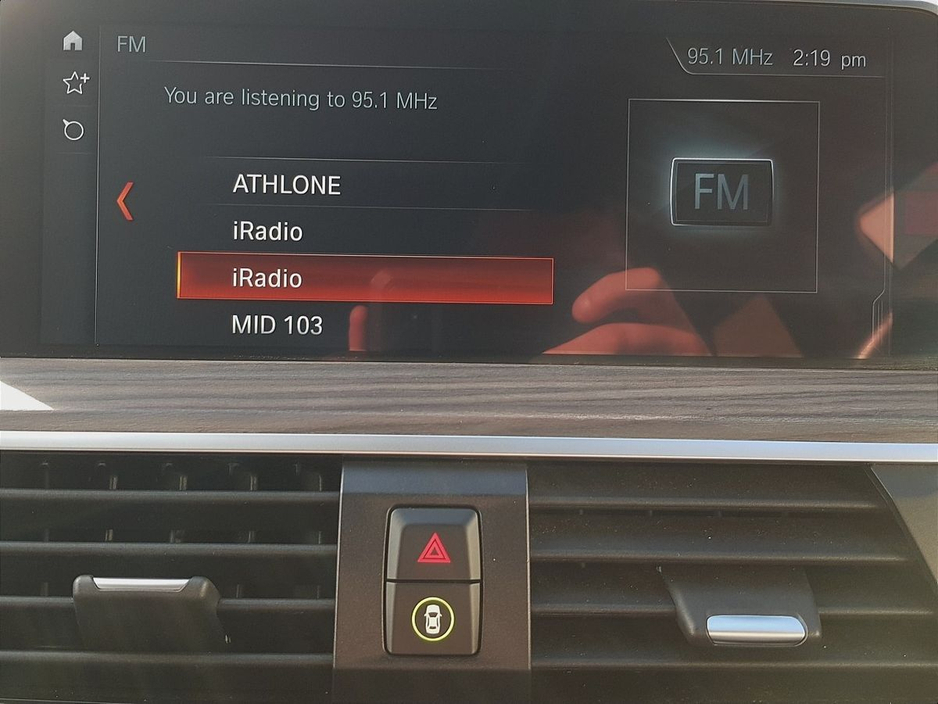 FM
95.1 MHz 2:19 pm
You are listening to 95.1 MHz
ATHLONE
iRadio
iRadio
MID 103
FM